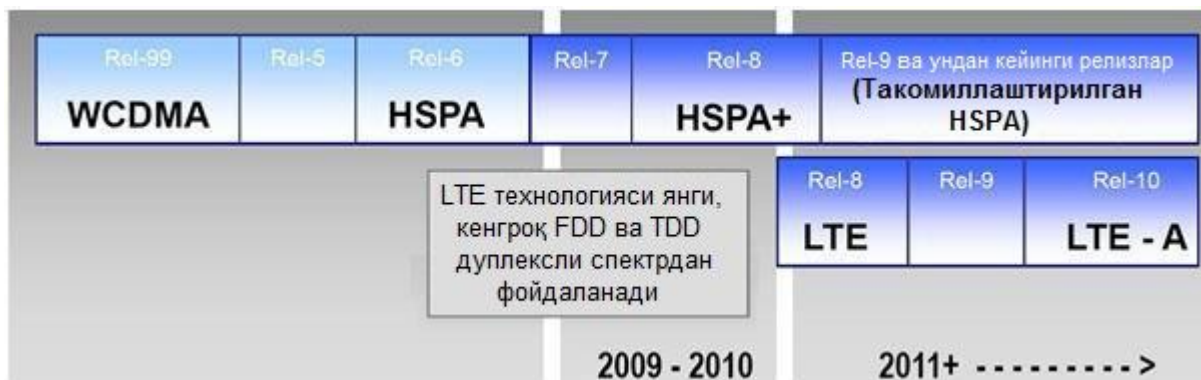 Rel-99 Rel-5 Rel-6 Rel-7 Rel-8 Rel-9 ва ундан кейинги релизлар
WCDMA HSPA HSPA+ (Такомиллаштирилган
HSPA)
Rel-8 Rel-9 Rel-10
LTE LTE - A
LTE технологияси янги,
кенгроқ FDD ва TDD
дуплексли спектрдан
фойдаланади
2009 - 2010 2011+ - - - - - - - - - >